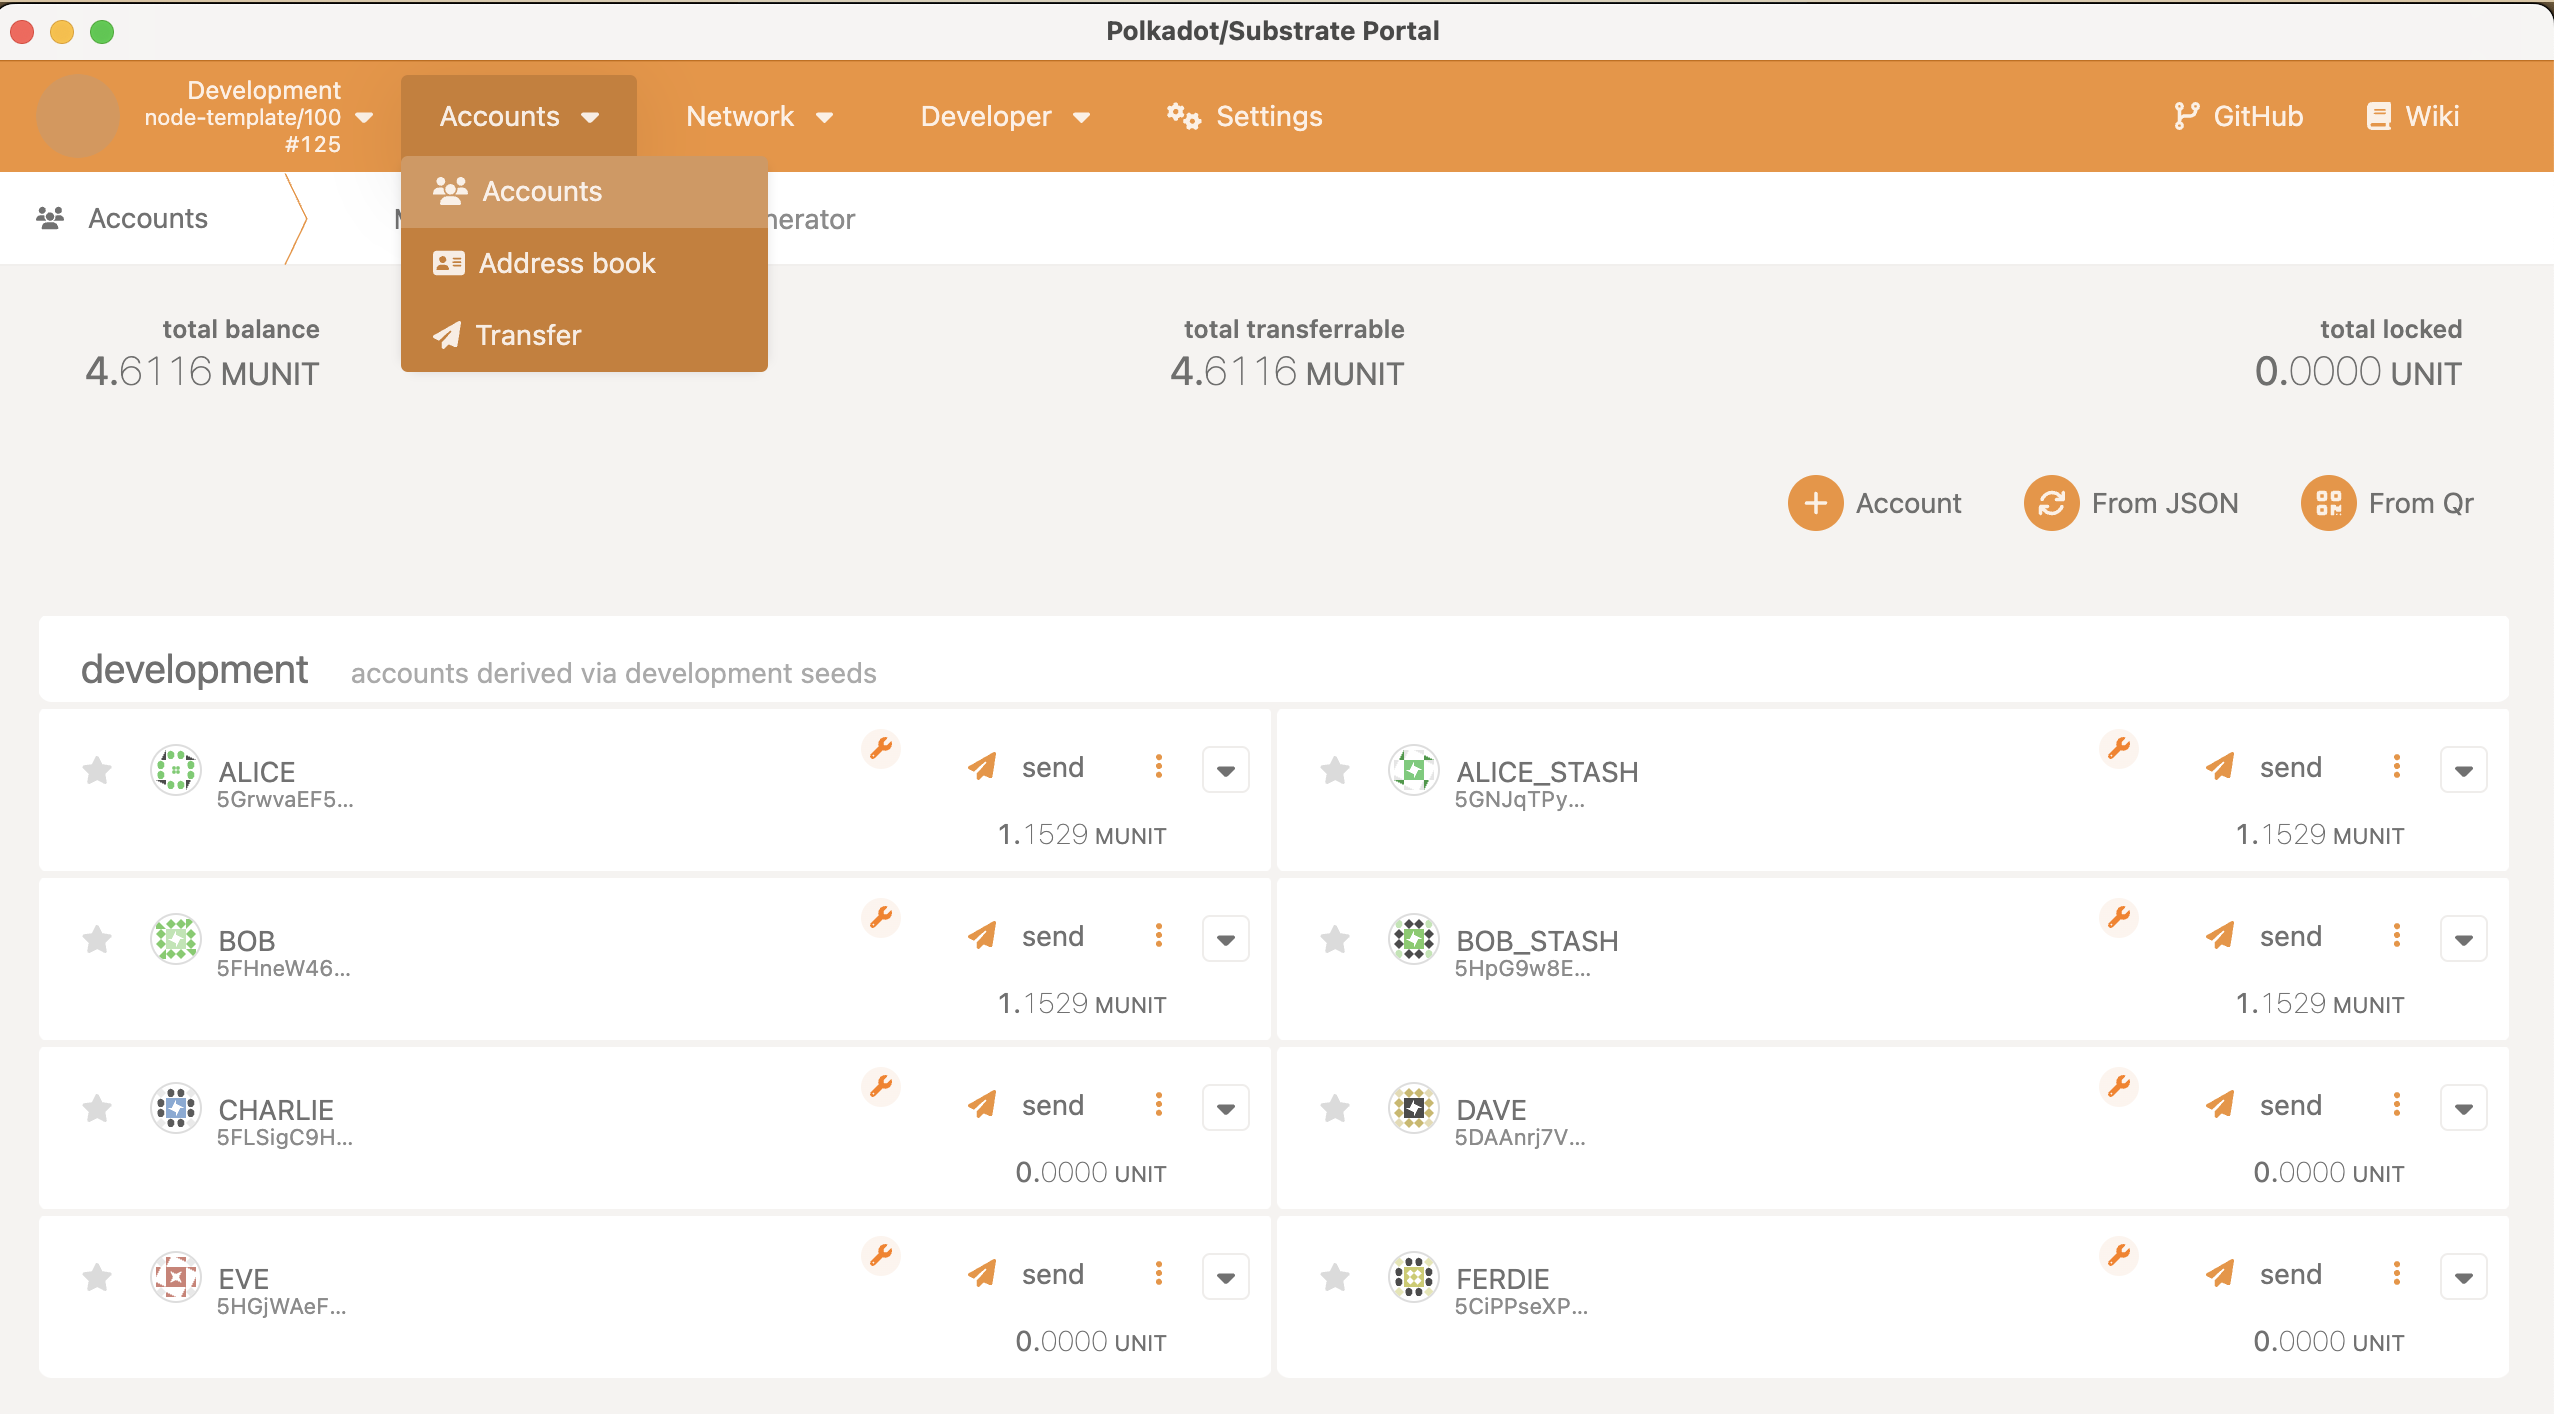 Polkadot/Substrate Portal
Development
node-template/100
#125
Accounts
Network
Developer
Settings
GitHub
Wiki
Accounts
Address book
Transfer
Accounts
total balance
4.6116 MUNIT
total transferrable
4.6116 MUNIT
total locked
0.0000 UNIT
Account
From JSON
From Qr
development
accounts derived via development seeds
ALICE
5GrwvaEF5...
send
1.1529 MUNIT
ALICE_STASH
5GNJqTPy...
send
1.1529 MUNIT
BOB
5FHneW46...
send
1.1529 MUNIT
BOB_STASH
5HpG9w8E...
send
1.1529 MUNIT
CHARLIE
5FLSigC9H...
send
0.0000 UNIT
DAVE
5DAAnrj7V...
send
0.0000 UNIT
EVE
5HGjWAeF...
send
0.0000 UNIT
FERDIE
5CiPPseXP...
send
0.0000 UNIT